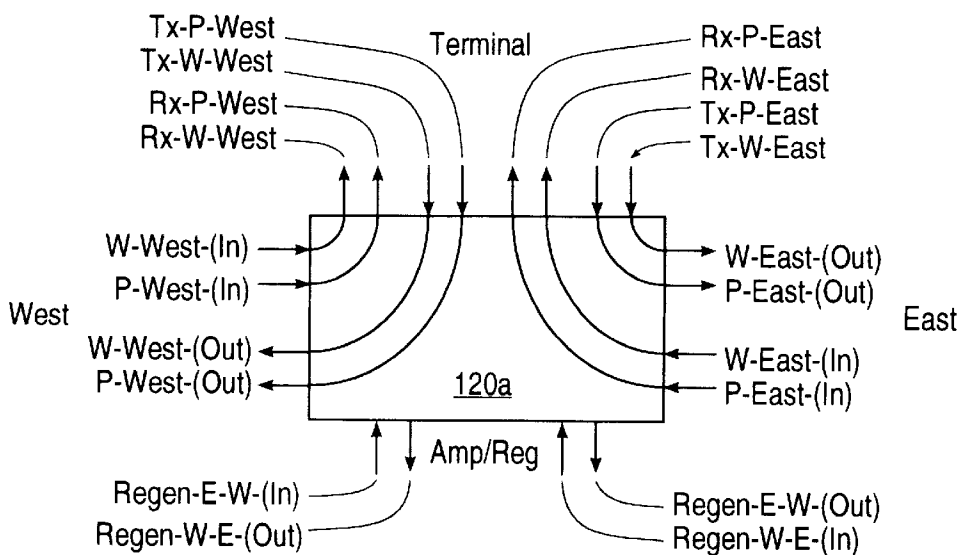 Tx-P-West
Terminal
Rx-P-East
Tx-W-West
Rx-W-East
Rx-P-West
Tx-P-East
Rx-W-West
Tx-W-East
W-West-(In)
W-East-(Out)
P-West-(In)
P-East-(Out)
West
East
W-West-(Out)
W-East-(In)
P-West-(Out)
P-East-(In)
120a
Amp/Reg
Regen-E-W-(In)
Regen-E-W-(Out)
Regen-W-E-(Out)
Regen-W-E-(In)